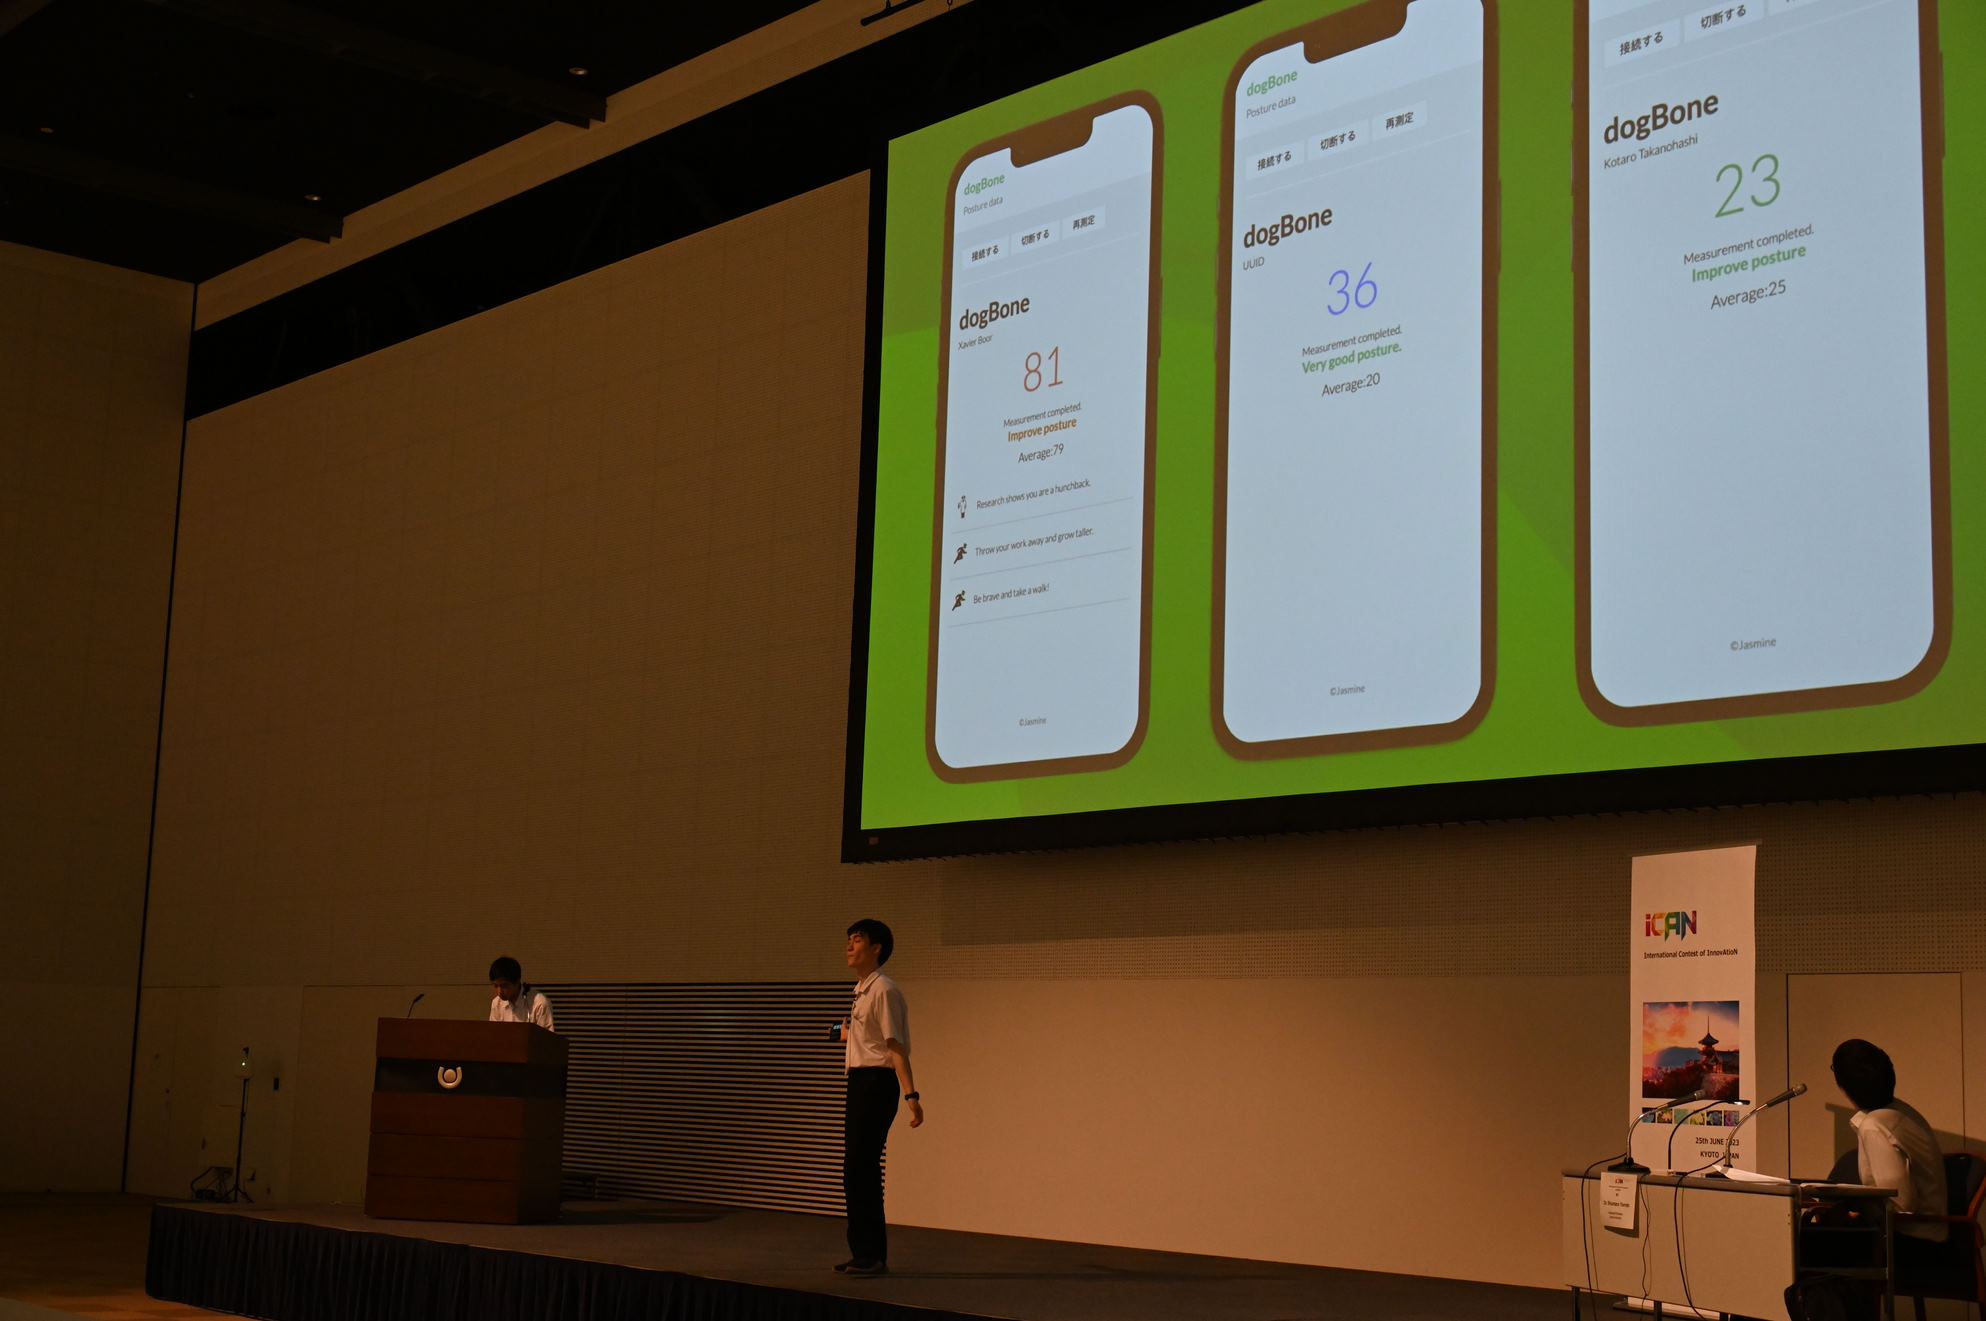 dogBone
Posture data
接続する
切断する
再測定
dogBone
Xavier Boor
81
Measurement completed.
Improve posture
Average:79
Research shows you are a hunchback.
Throw your work away and grow taller.
Be brave and take a walk!
©Jasmine
dogBone
Posture data
接続する
切断する
再測定
dogBone
UUID
36
Measurement completed.
Very good posture.
Average:20
©Jasmine
接続する
切断する
dogBone
Kotaro Takanohashi
23
Measurement completed.
Improve posture
Average:25
©Jasmine
iCAN
International Contest of InnovAtioN
25th JUNE
KYOTO